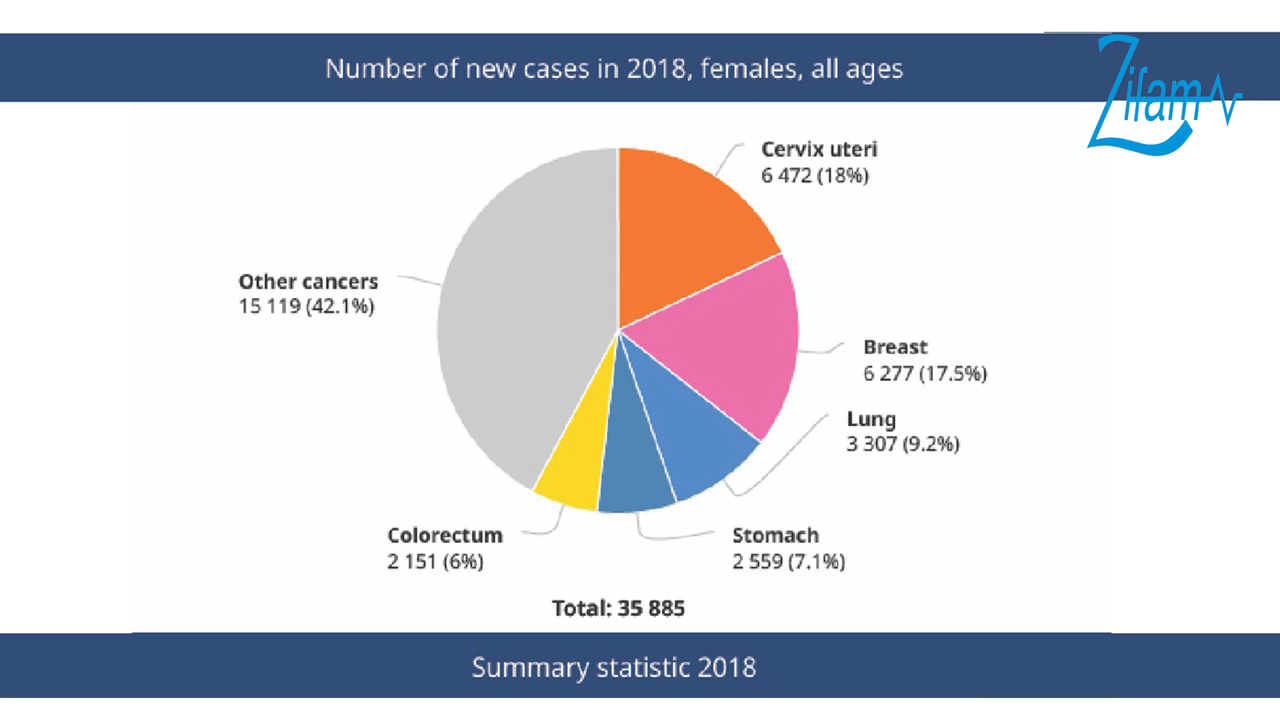 Number of new cases in 2018, females, all ages
Zifam
Cervix uteri
6 472 (18%)
Other cancers
15 119 (42.1%)
Breast
6 277 (17.5%)
Lung
3 307 (9.2%)
Colorectum
2 151 (6%)
Stomach
2 559 (7.1%)
Total: 35 885
Summary statistic 2018